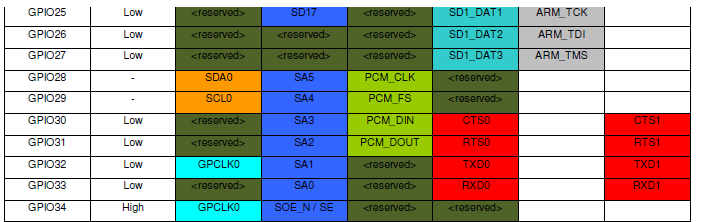 GPIO25 Low <reserved> SD17 <reserved> SD1_DAT1 ARM_TCK
GPIO26 Low <reserved> <reserved> <reserved> SD1_DAT2 ARM_TDI
GPIO27 Low <reserved> <reserved> <reserved> SD1_DAT3 ARM_TMS
GPIO28 - SDA0 SA5 PCM_CLK <reserved>
GPIO29 - SCL0 SA4 PCM_FS <reserved>
GPIO30 Low <reserved> SA3 PCM_DIN CTS0 CTS1
GPIO31 Low <reserved> SA2 PCM_DOUT RTS0 RTS1
GPIO32 Low GPCLK0 SA1 <reserved> TXD0 TXD1
GPIO33 Low <reserved> SA0 <reserved> RXD0 RXD1
GPIO34 High GPCLK0 SOE_N / SE <reserved> <reserved>